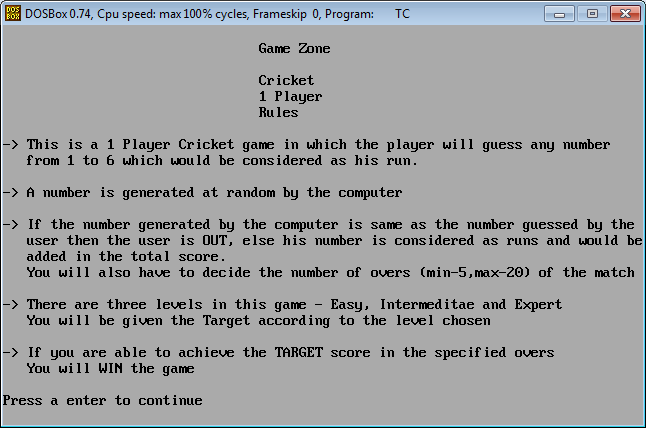 DOSBox 0.74, Cpu speed: max 100% cycles, Frameskip 0, Program: TC
Game Zone
Cricket
1 Player
Rules
-> This is a 1 Player Cricket game in which the player will guess any number
from 1 to 6 which would be considered as his run.
-> A number is generated at random by the computer
-> If the number generated by the computer is same as the number guessed by the
user then the user is OUT, else his number is considered as runs and would be
added in the total score.
You will also have to decide the number of overs (min-5,max-20) of the match
-> There are three levels in this game - Easy, Intermeditae and Expert
You will be given the Target according to the level chosen
-> If you are able to achieve the TARGET score in the specified overs
You will WIN the game
Press a enter to continue